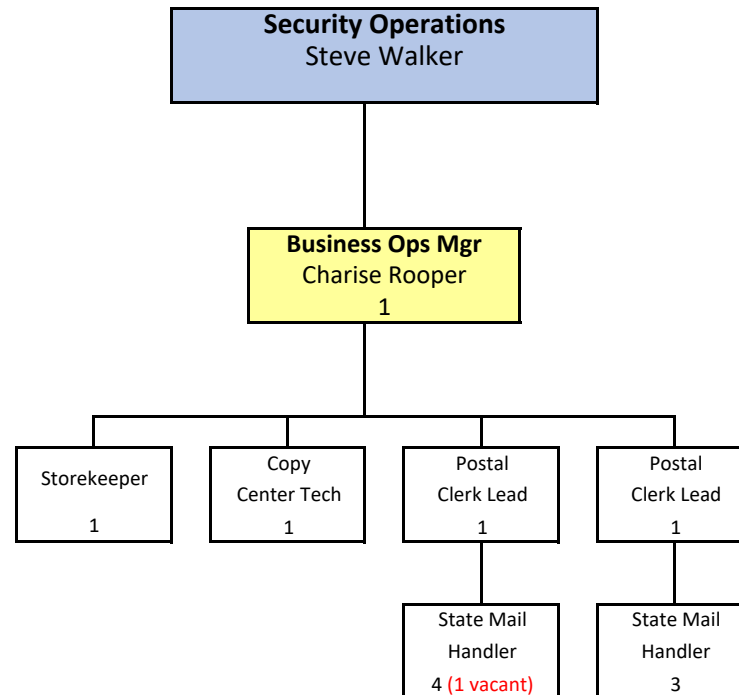 Security Operations
Steve Walker
Business Ops Mgr
Charise Rooper
1
Storekeeper
1
Copy
Center Tech
1
Postal
Clerk Lead
1
Postal
Clerk Lead
1
State Mail
Handler
4 (1 vacant)
State Mail
Handler
3